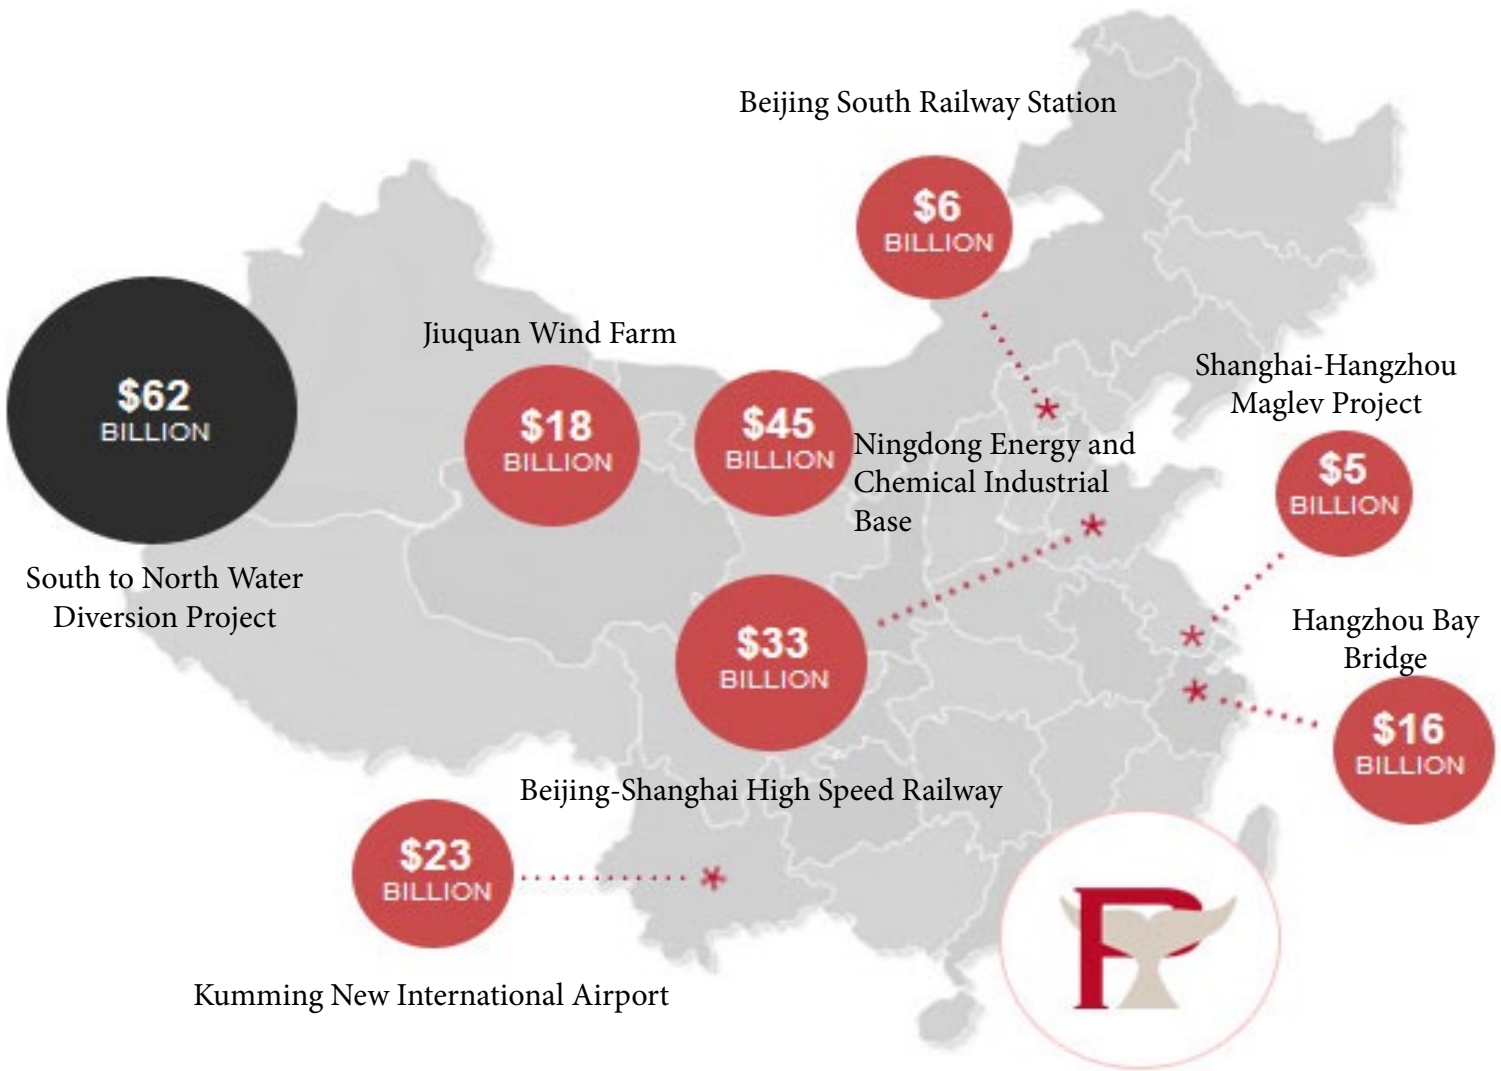 Beijing South Railway Station
$6
BILLION
Jiuquan Wind Farm
$18
BILLION
$45
BILLION
Ningdong Energy and
Chemical Industrial
Base
Shanghai-Hangzhou
Maglev Project
$5
BILLION
$62
BILLION
South to North Water
Diversion Project
Hangzhou Bay
Bridge
$16
BILLION
$33
BILLION
Beijing-Shanghai High Speed Railway
$23
BILLION
Kumming New International Airport
P